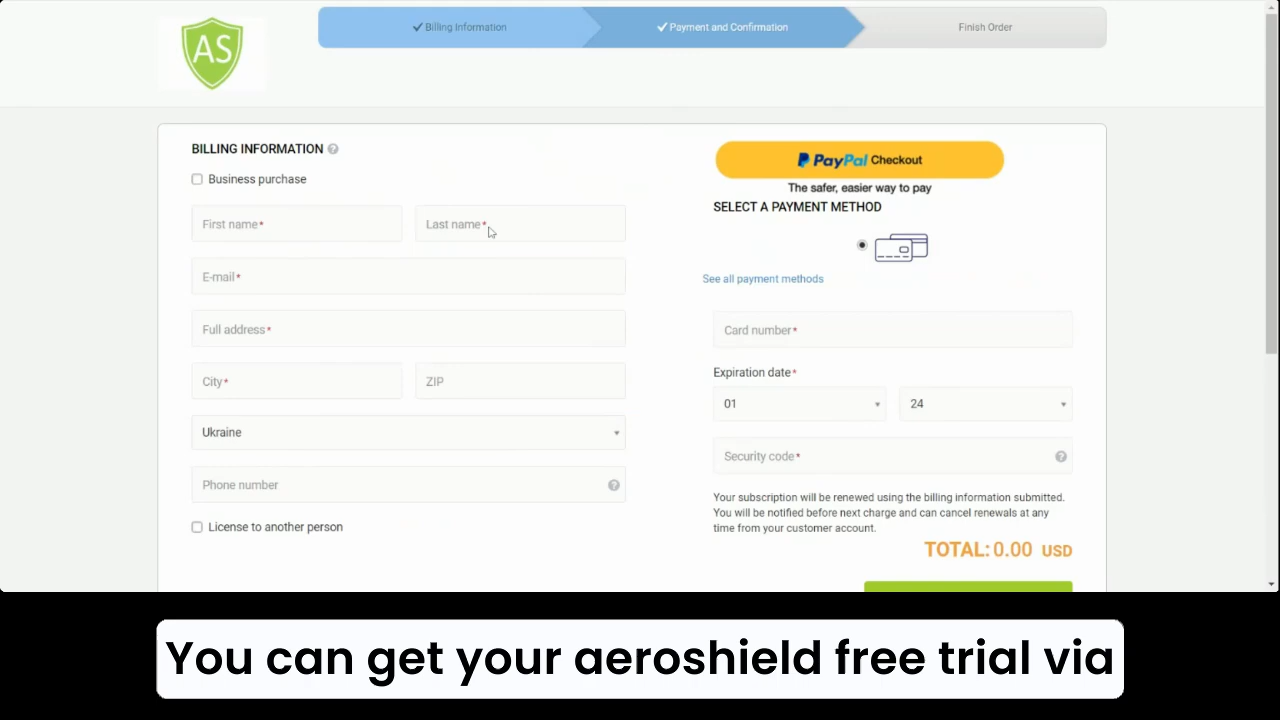 AS
Billing Information
Payment and Confirmation
Finish Order
BILLING INFORMATION
Business purchase
First name*
Last name*
E-mail*
Full address*
City*
ZIP
Ukraine
Phone number
License to another person
PayPal Checkout
The safer, easier way to pay
SELECT A PAYMENT METHOD
See all payment methods
Card number*
Expiration date*
01
24
Security code*
Your subscription will be renewed using the billing information submitted.
You will be notified before next charge and can cancel renewals at any
time from your customer account.
TOTAL: 0.00 USD
You can get your aeroshield free trial via